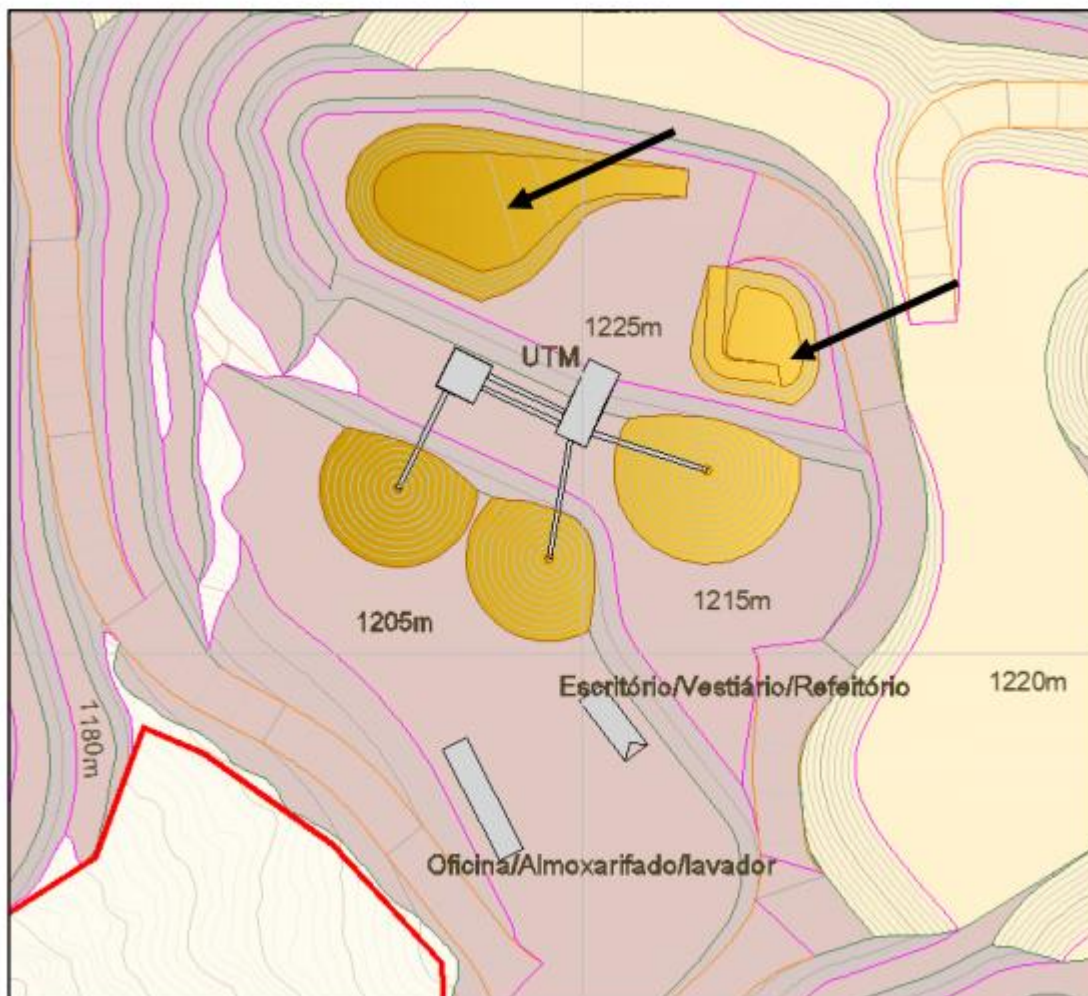 1225m
UTM
1205m
1215m
Escritório/Vestiário/Refeitório
1220m
1180m
Oficina/Almoxarifado/lavador